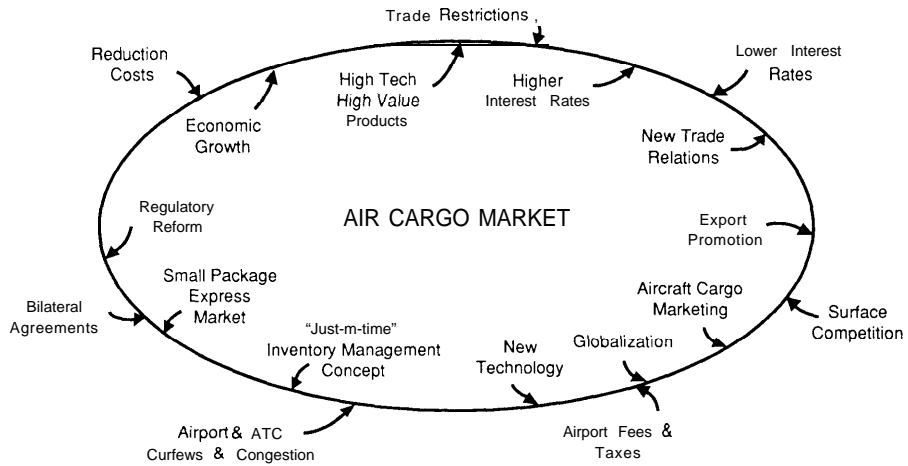 Trade Restrictions ,
Reduction
Costs
Lower Interest
Rates
High Tech
High Value
Products
Higher
Interest Rates
Economic
Growth
New Trade
Relations
Regulatory
Reform
AIR CARGO MARKET
Export
Promotion
Small Package
Express
Market
Bilateral
Agreements
Aircraft Cargo
Marketing
Surface
Competition
“Just-m-time”
Inventory Management
Concept
New
Technology
Globalization
Airport & ATC
Curfews & Congestion
Airport Fees &
Taxes